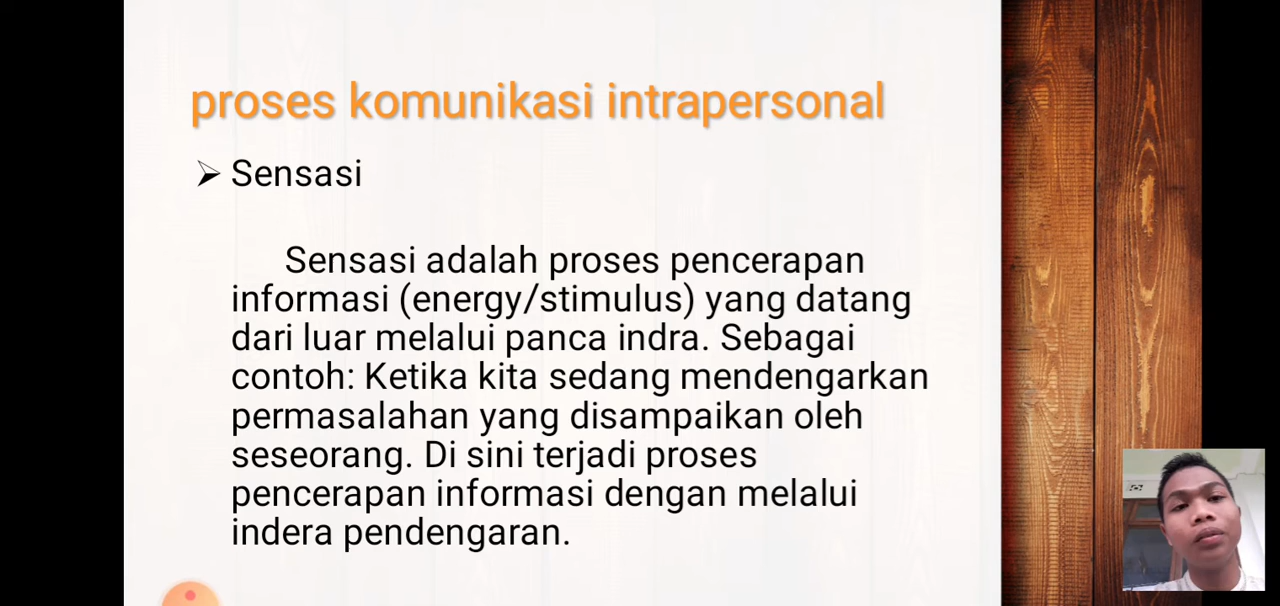 proses komunikasi intrapersonal
Sensasi
Sensasi adalah proses pencerapan
informasi (energy/stimulus) yang datang
dari luar melalui panca indra. Sebagai
contoh: Ketika kita sedang mendengarkan
permasalahan yang disampaikan oleh
seseorang. Di sini terjadi proses
pencerapan informasi dengan melalui
indera pendengaran.